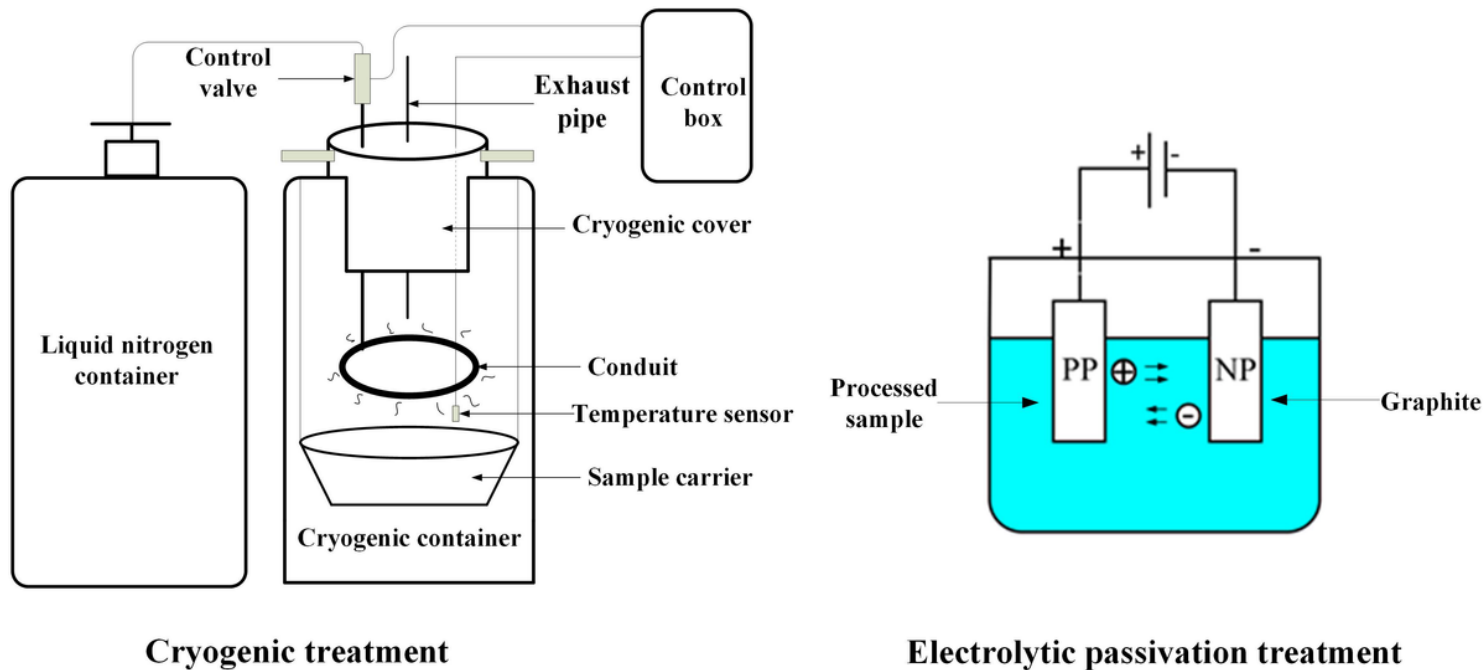 Control
valve
Exhaust
pipe
Control
box
Cryogenic cover
Liquid nitrogen
container
Conduit
Temperature sensor
Sample carrier
Cryogenic container
Cryogenic treatment
+ -
+ -
PP
NP
+
-
Processed
sample
Graphite
Electrolytic passivation treatment